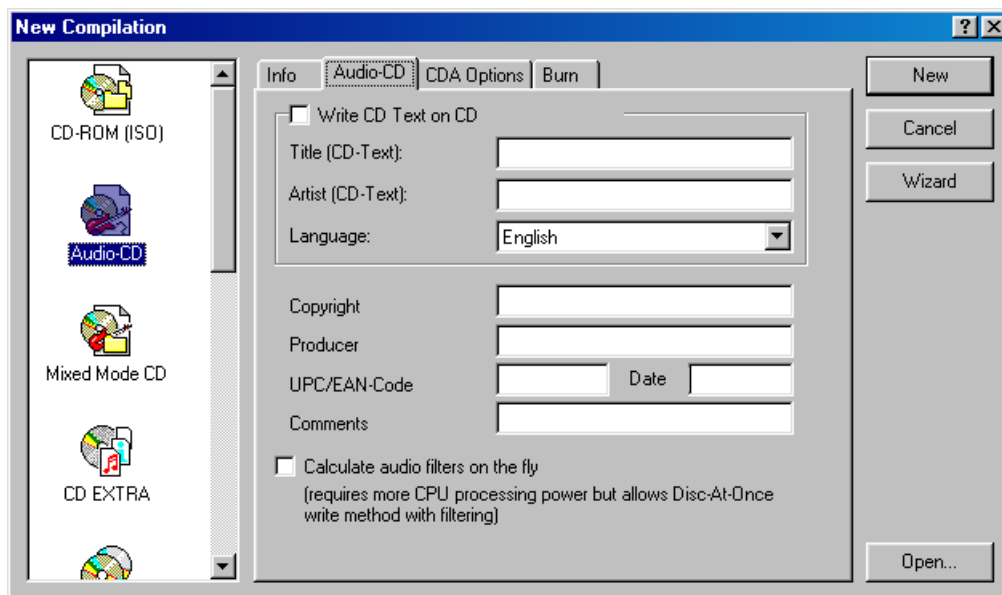 New Compilation
CD-ROM (ISO)
Audio-CD
Mixed Mode CD
CD EXTRA
Info
Audio-CD
CDA Options
Burn
Write CD Text on CD
Title (CD-Text):
Artist (CD-Text):
Language:
English
Copyright
Producer
UPC/EAN-Code
Date
Comments
Calculate audio filters on the fly
(requires more CPU processing power but allows Disc-At-Once
write method with filtering)
New
Cancel
Wizard
Open...